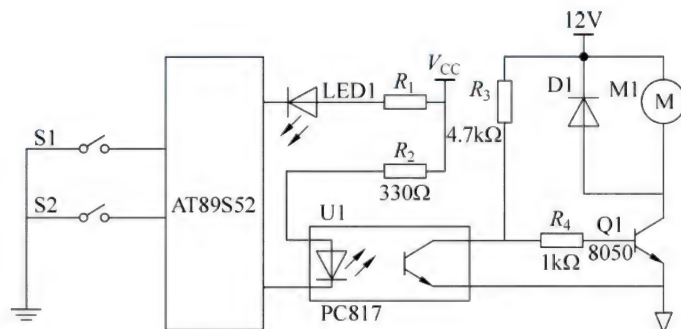 12V
V_CC
S1
LED1
R1
R3
D1
M1
M
4.7kΩ
R2
S2
AT89S52
330Ω
U1
R4
Q1
1kΩ
8050
PC817